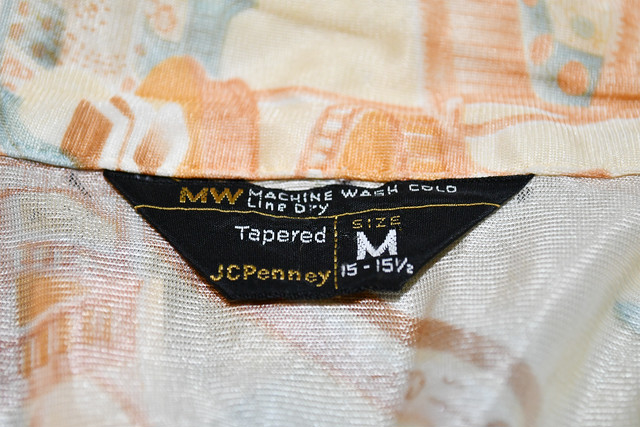 MW MACHINE WASH COLD
Line Dry
Tapered
JCPenney
SIZE
M
15 - 15½